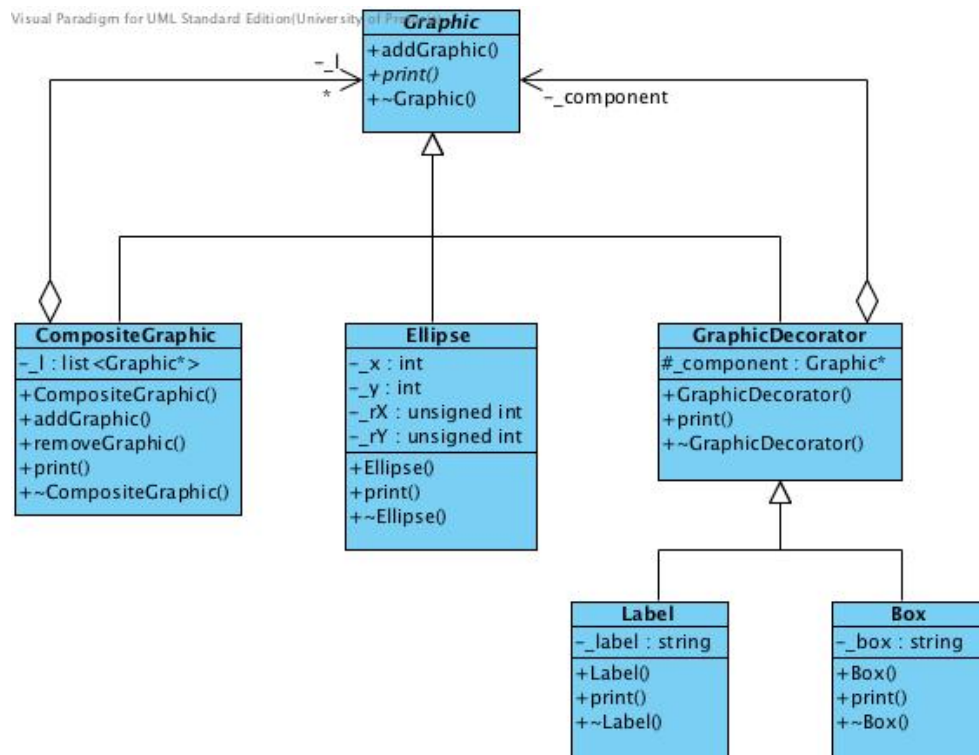 Visual Paradigm for UML Standard Edition(University of
Graphic
+addGraphic()
+print()
+~Graphic()
-_l
*
-_component
CompositeGraphic
-_l : list<Graphic*>
+CompositeGraphic()
+addGraphic()
+removeGraphic()
+print()
+~CompositeGraphic()
Ellipse
-_x : int
-_y : int
-_rX : unsigned int
-_rY : unsigned int
+Ellipse()
+print()
+~Ellipse()
GraphicDecorator
#_component : Graphic*
+GraphicDecorator()
+print()
+~GraphicDecorator()
Label
-_label : string
+Label()
+print()
+~Label()
Box
-_box : string
+Box()
+print()
+~Box()